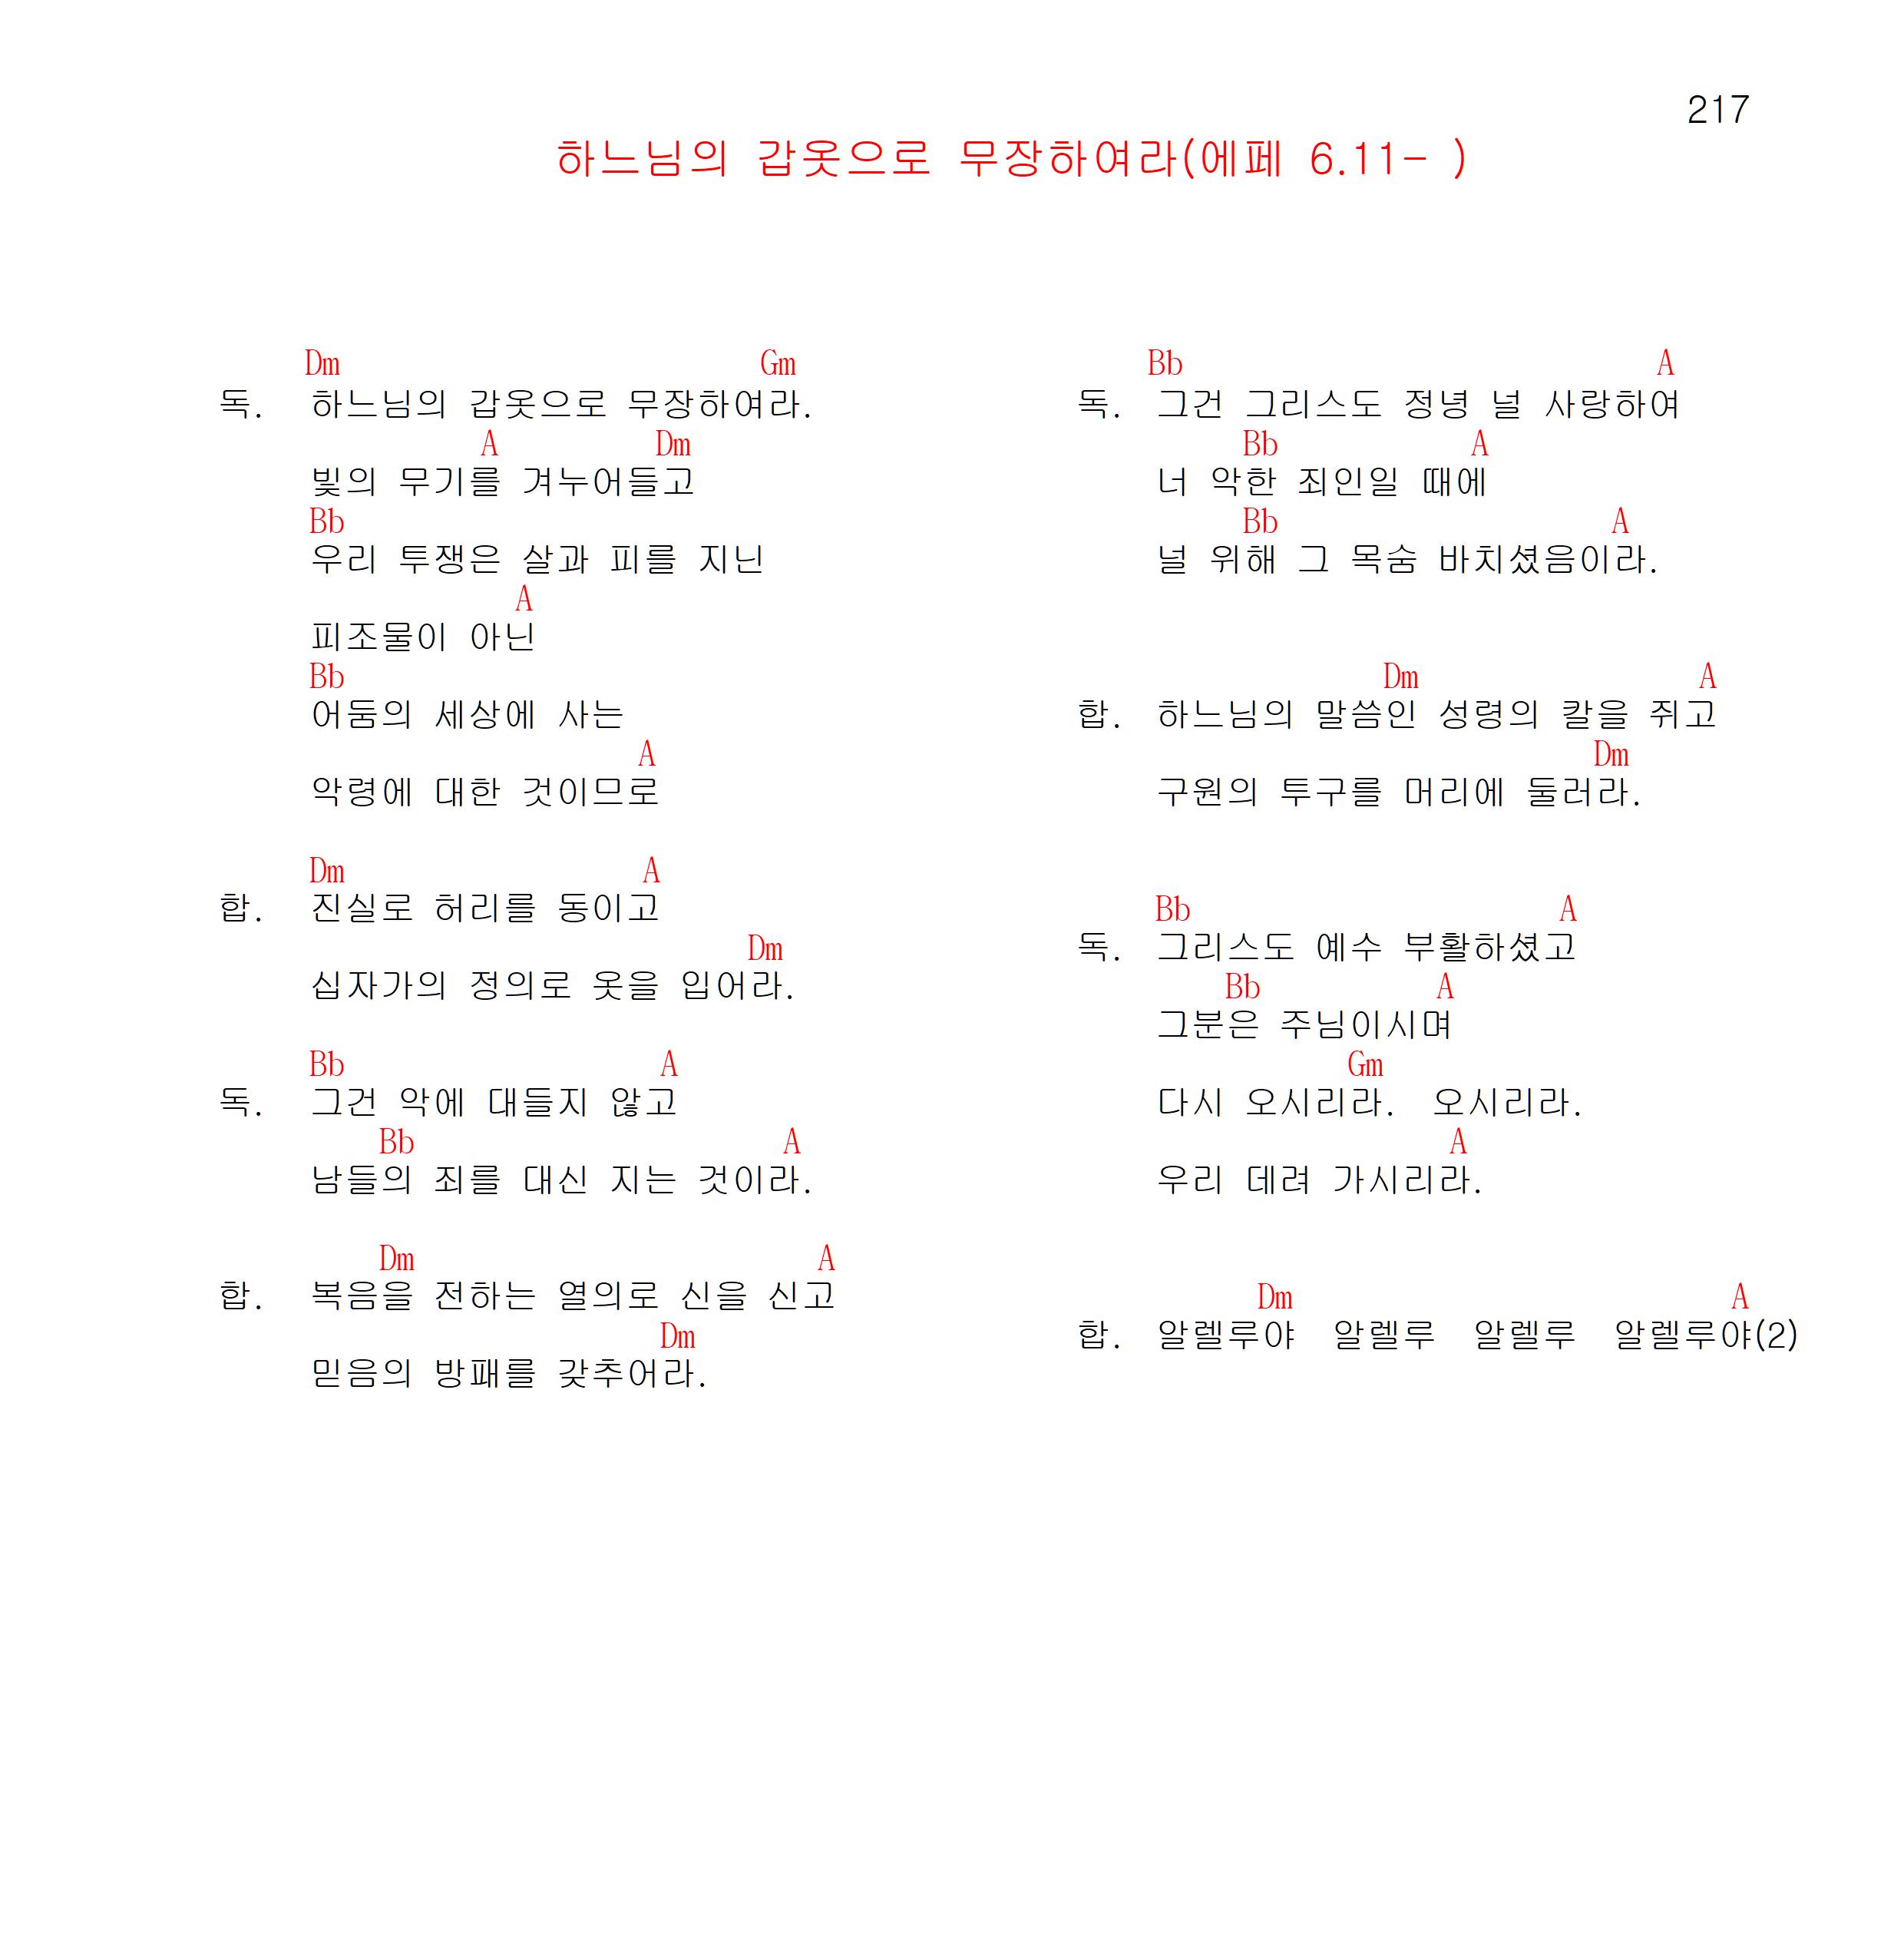 217
하느님의 갑옷으로 무장하여라(에페 6.11- )
Dm Gm
독. 하느님의 갑옷으로 무장하여라.
A Dm
빛의 무기를 겨누어들고
Bb
우리 투쟁은 살과 피를 지닌
A
피조물이 아닌
Bb
어둠의 세상에 사는
A
악령에 대한 것이므로
Dm A
합. 진실로 허리를 동이고
Dm
십자가의 정의로 옷을 입어라.
Bb A
독. 그건 악에 대들지 않고
Bb A
남들의 죄를 대신 지는 것이라.
Dm A
합. 복음을 전하는 열의로 신을 신고
Dm
믿음의 방패를 갖추어라.
Bb A
독. 그건 그리스도 정녕 널 사랑하여
Bb A
너 악한 죄인일 때에
Bb A
널 위해 그 목숨 바치셨음이라.
Dm A
합. 하느님의 말씀인 성령의 칼을 쥐고
Dm
구원의 투구를 머리에 둘러라.
Bb A
독. 그리스도 예수 부활하셨고
Bb A
그분은 주님이시며
Gm
다시 오시리라. 오시리라.
A
우리 데려 가시리라.
Dm A
합. 알렐루야 알렐루 알렐루 알렐루야(2)